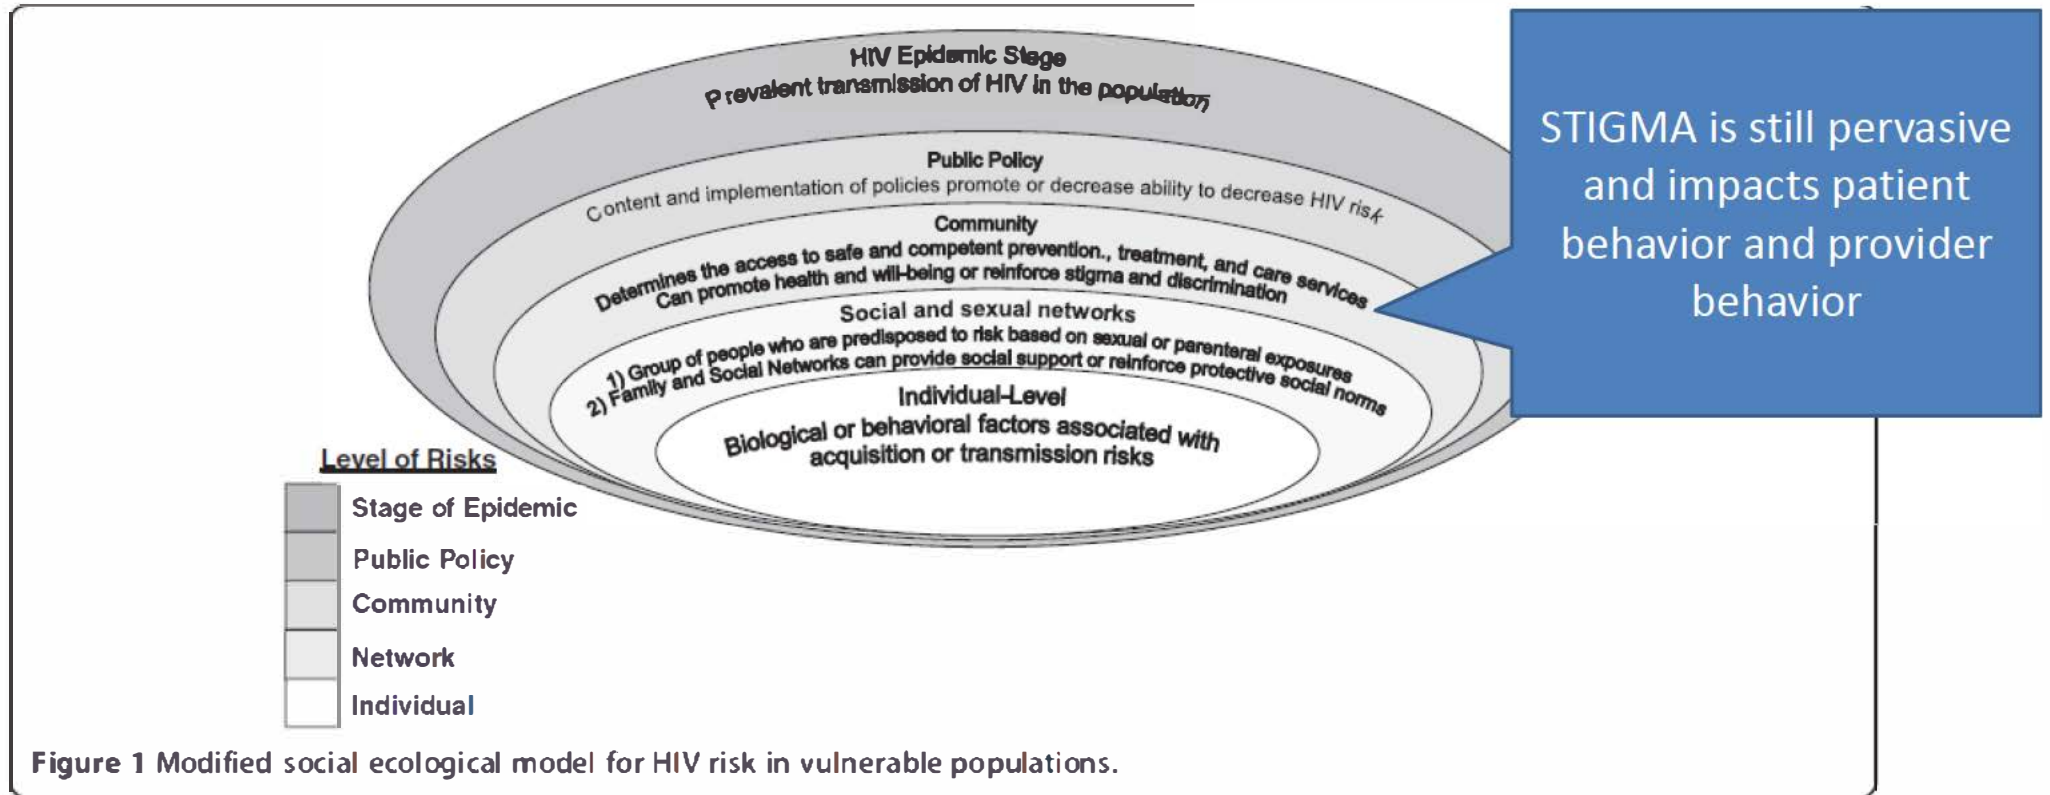 HIV Epidemic Stage
Prevalent transmission of HIV in the population
Public Policy
Content and implementation of policies promote or decrease ability to decrease HIV risk
Community
Determines the access to safe and competent prevention., treatment, and care services
Can promote health and will-being or reinforce stigma and discrimination
Social and sexual networks
1) Group of people who are predisposed to risk based on sexual or parenteral exposures
2) Family and Social Networks can provide social support or reinforce protective social norms
Individual-Level
Biological or behavioral factors associated with
acquisition or transmission risks
STIGMA is still pervasive
and impacts patient
behavior and provider
behavior
Level of Risks
Stage of Epidemic
Public Policy
Community
Network
Individual
Figure 1 Modified social ecological model for HIV risk in vulnerable populations.